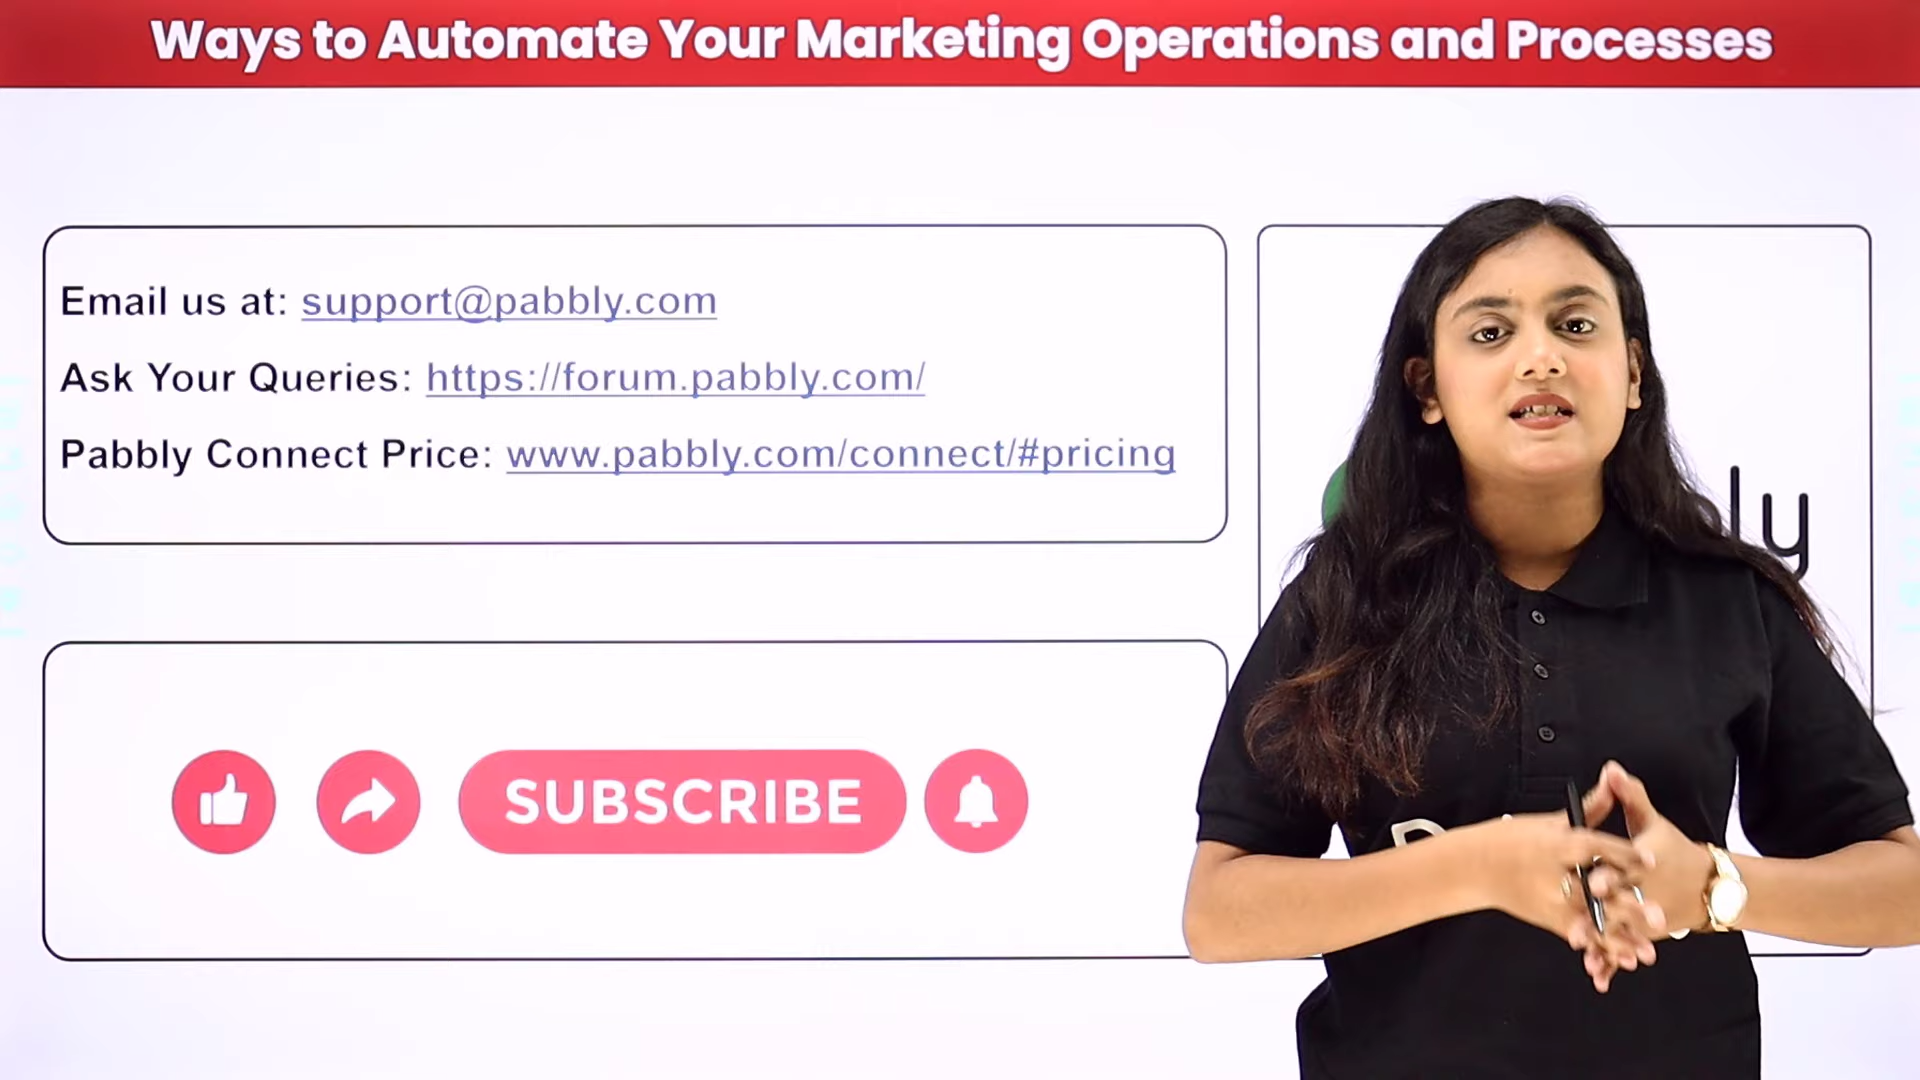 Ways to Automate Your Marketing Operations and Processes
Email us at: support@pabbly.com
Ask Your Queries: https://forum.pabbly.com/
Pabbly Connect Price: www.pabbly.com/connect/#pricing
ly
SUBSCRIBE